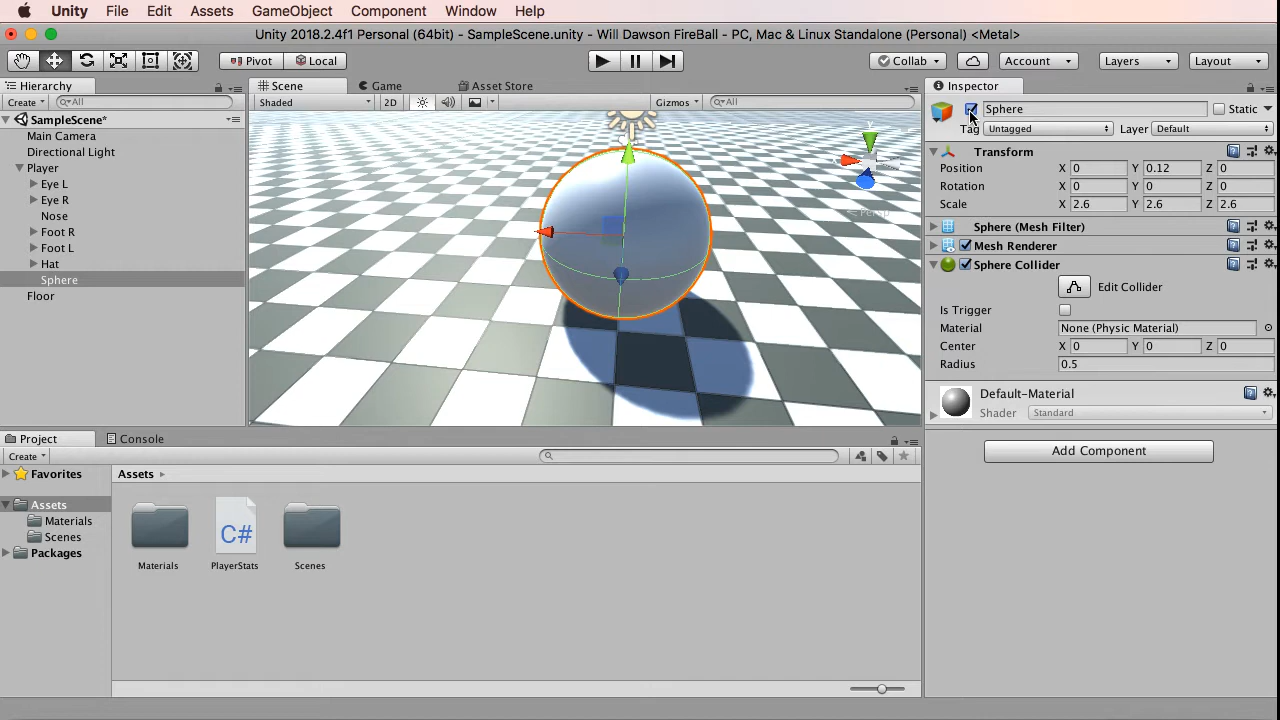 Unity File Edit Assets GameObject Component Window Help
Unity 2018.2.4f1 Personal (64bit) - SampleScene.unity - Will Dawson FireBall - PC, Mac & Linux Standalone (Personal) <Metal>
Pivot Local Collab Account Layers Layout
Hierarchy
Create All
SampleScene*
Main Camera
Directional Light
Player
Eye L
Eye R
Nose
Foot R
Foot L
Hat
Sphere
Floor
Scene Game Asset Store
Shaded 2D Gizmos All
y
Persp
Inspector
Sphere Static
Tag Untagged Layer Default
Transform
Position X 0 Y 0.12 Z 0
Rotation X 0 Y 0 Z 0
Scale X 2.6 Y 2.6 Z 2.6
Sphere (Mesh Filter)
Mesh Renderer
Sphere Collider
Edit Collider
Is Trigger
Material None (Physic Material)
Center X 0 Y 0 Z 0
Radius 0.5
Default-Material
Shader Standard
Add Component
Project Console
Create
Favorites
Assets
Materials
Scenes
Packages
Assets
C#
Materials PlayerStats Scenes